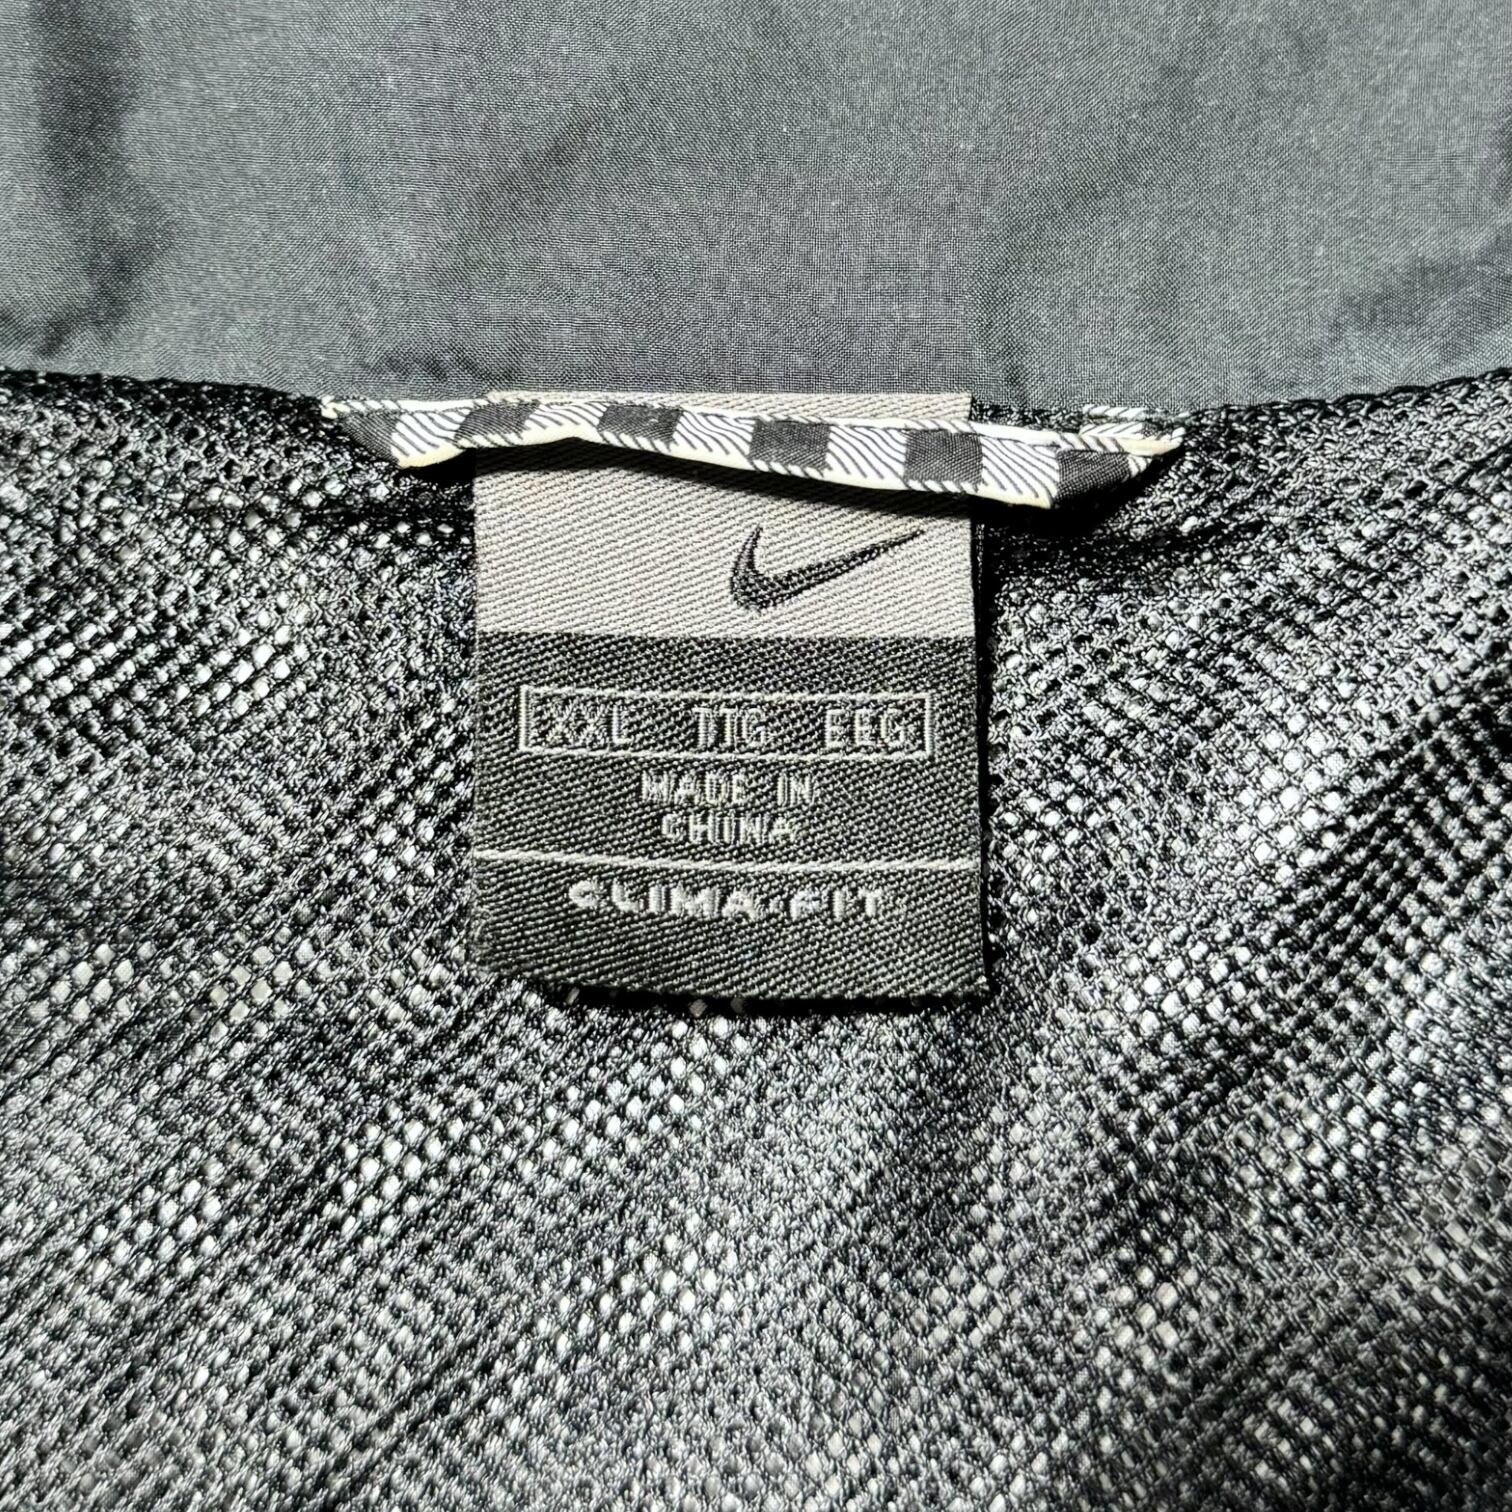 XXL TTG EEG
MADE IN
CHINA
CLIMA-FIT